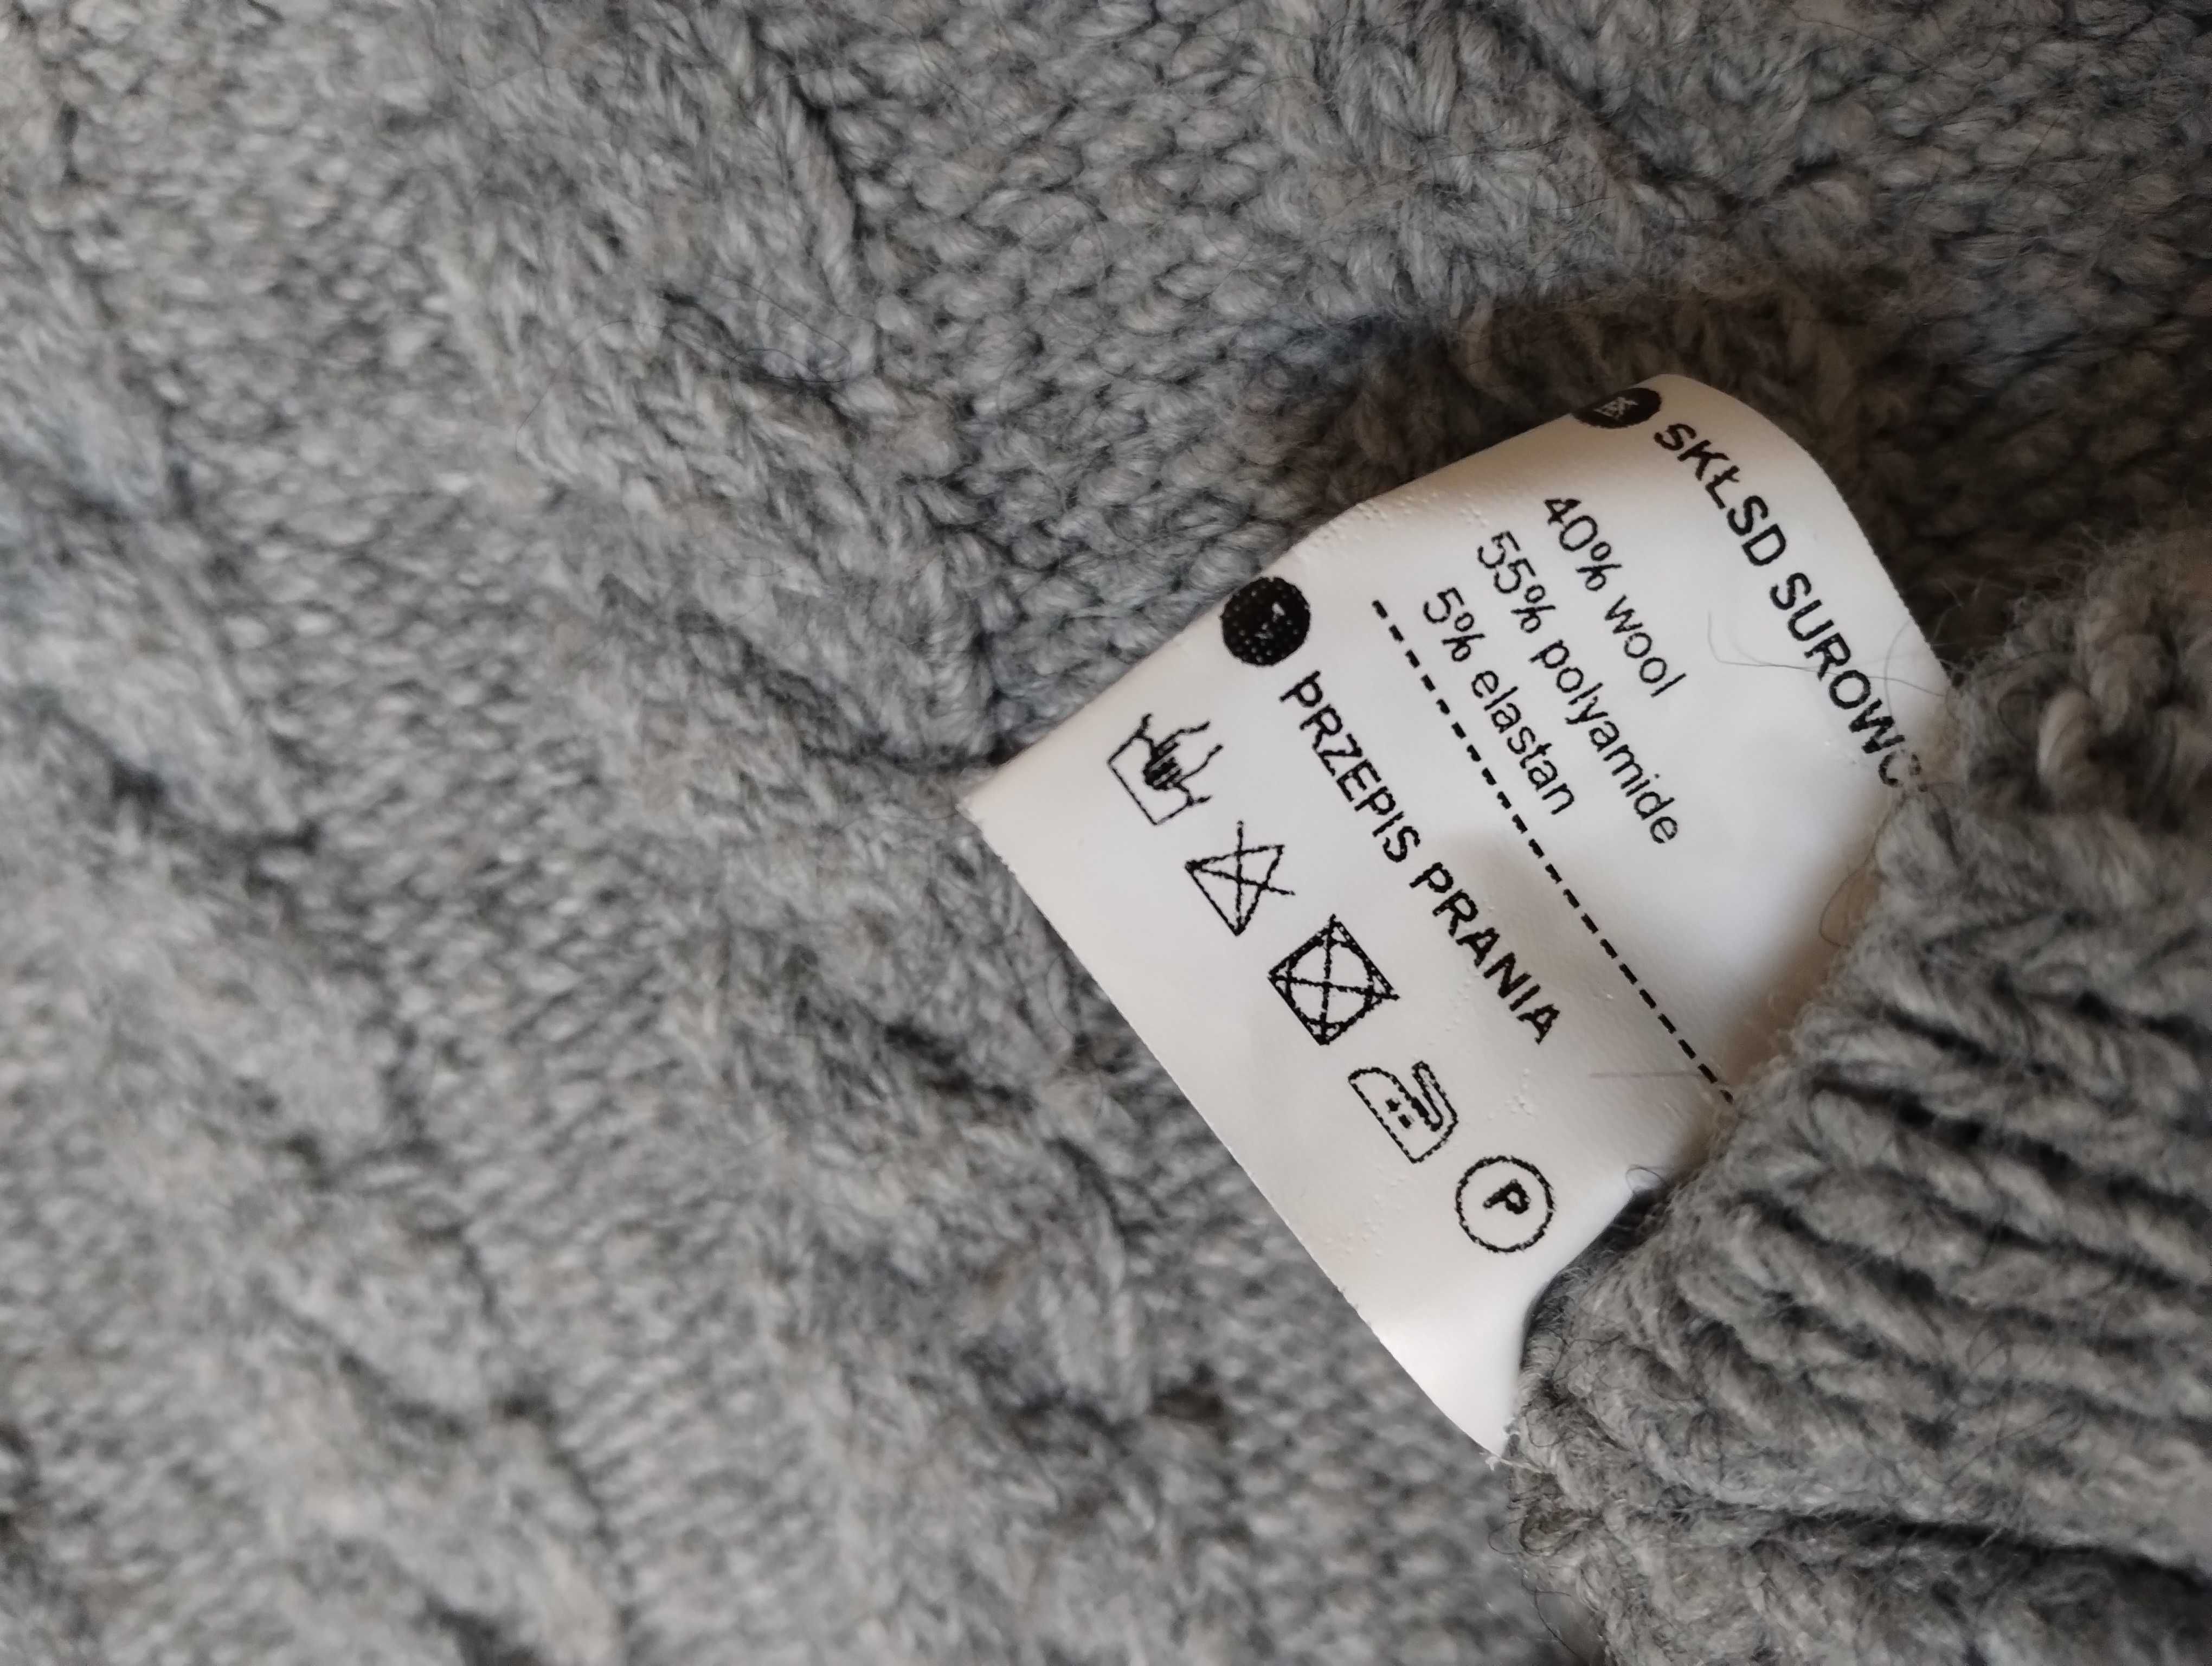 SKŁSD SUROWC
40% wool
55% polyamide
5% elastan
PRZEPIS PRANIA
P